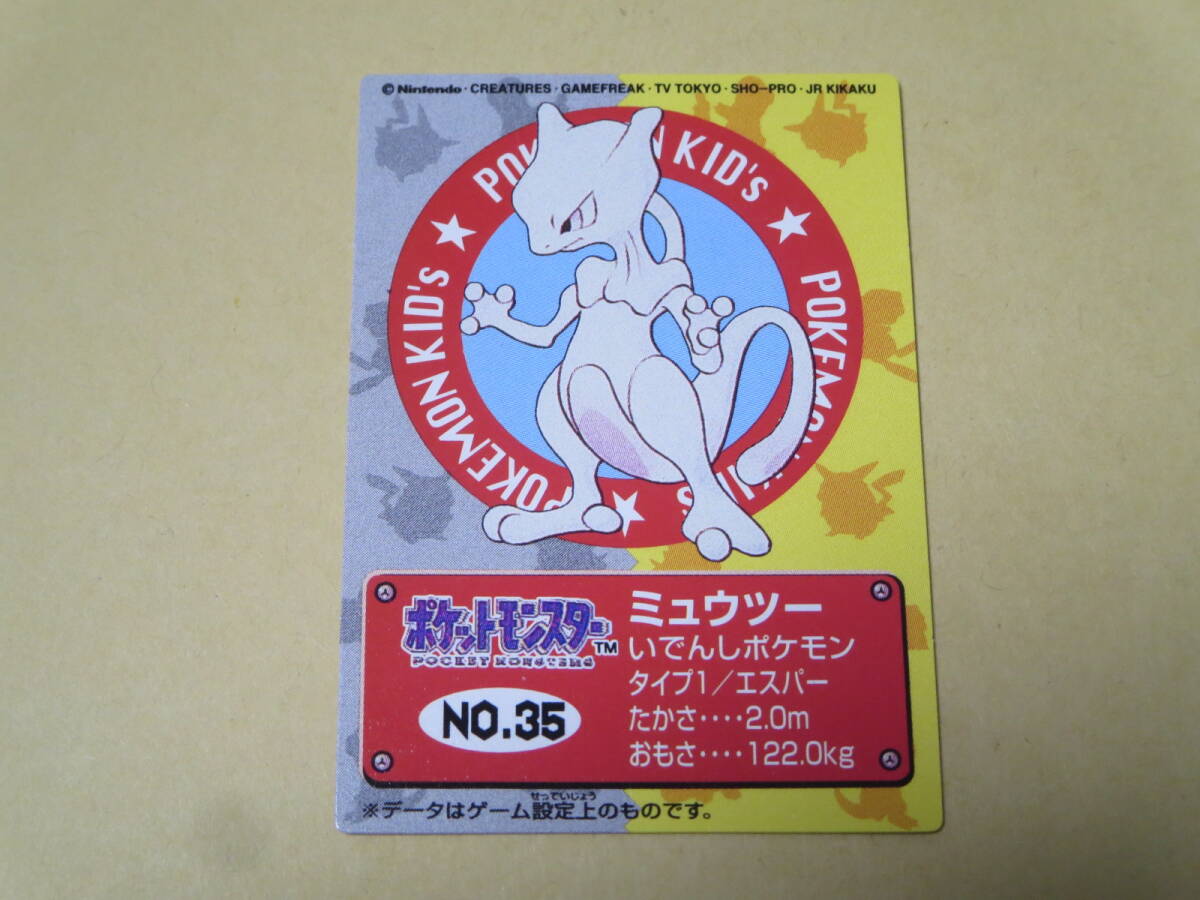 ©Nintendo・CREATURES・GAMEFREAK・TV TOKYO・SHO-PRO・JR KIKAKU
POKEMON KID's
★ POKEMON KID's ★
POKEMON KID's ★
ポケットモンスター™
POCKET MONSTERS
NO.35
ミュウツー
いでんしポケモン
タイプ1／エスパー
たかさ‥‥2.0m
おもさ‥‥122.0kg
せっていじょう
※データはゲーム設定上のものです。